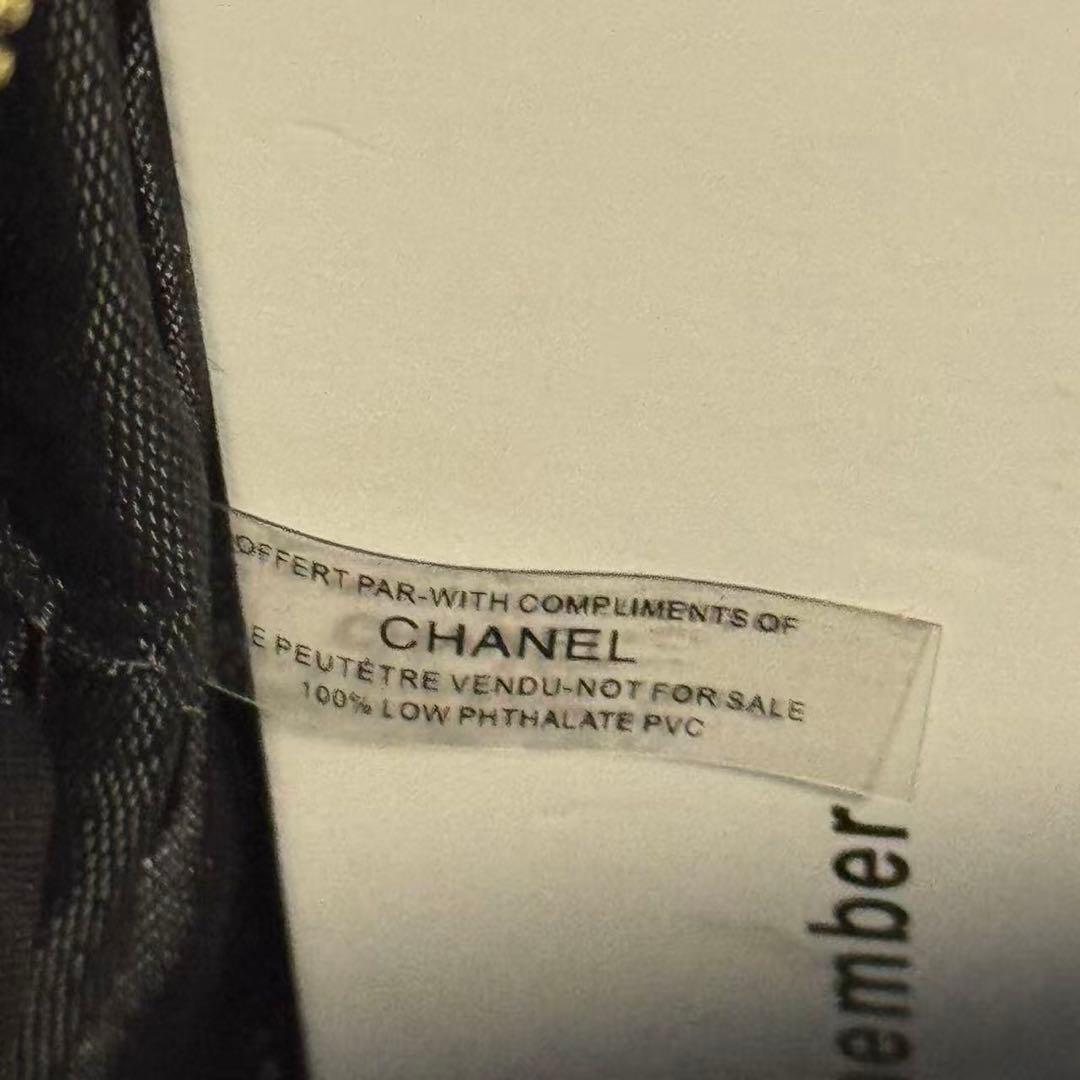 OFFERT PAR-WITH COMPLIMENTS OF
CHANEL
E PEUTÊTRE VENDU-NOT FOR SALE
100% LOW PHTHALATE PVC
ember